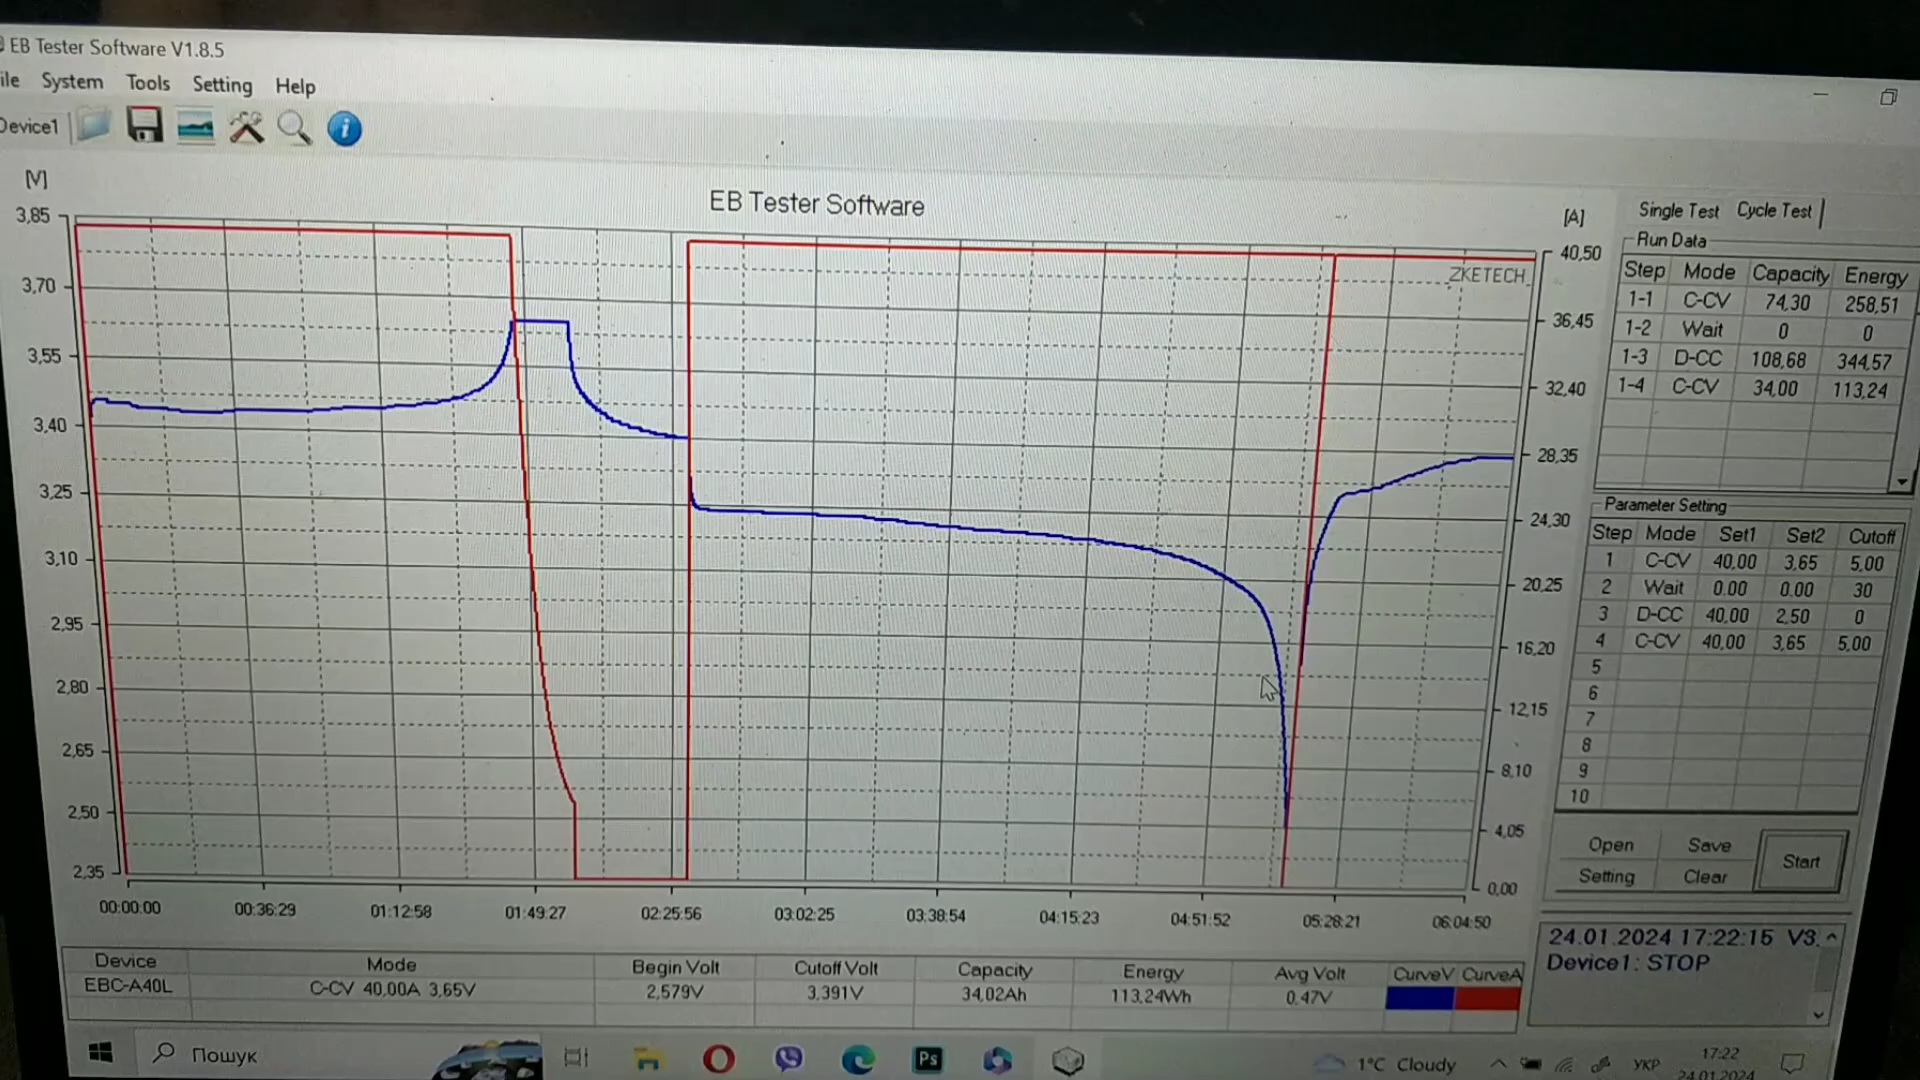 EB Tester Software V1.8.5
ile System Tools Setting Help
Device1
[V]
EB Tester Software
[A]
3,85
3,70
3,55
3,40
3,25
3,10
2,95
2,80
2,65
2,50
2,35
40,50
36,45
32,40
28,35
24,30
20,25
16,20
12,15
8,10
4,05
0,00
ZKETECH
00:00:00 00:36:29 01:12:58 01:49:27 02:25:56 03:02:25 03:38:54 04:15:23 04:51:52 05:28:21 06:04:50
Single Test Cycle Test
Run Data
Step Mode Capacity Energy
1-1 C-CV 74,30 258,51
1-2 Wait 0 0
1-3 D-CC 108,68 344,57
1-4 C-CV 34,00 113,24
Parameter Setting
Step Mode Set1 Set2 Cutoff
1 C-CV 40,00 3,65 5,00
2 Wait 0.00 0.00 30
3 D-CC 40,00 2,50 0
4 C-CV 40,00 3,65 5,00
5
6
7
8
9
10
Open Save Start
Setting Clear
24.01.2024 17:22:15 V3.
Device1: STOP
Device Mode Begin Volt Cutoff Volt Capacity Energy Avg Volt CurveV CurveA
EBC-A40L C-CV 40,00A 3,65V 2,579V 3,391V 34,02Ah 113,24Wh 0,47V
Пошук
Ps
1°C Cloudy
УКР
17:22
24.01.2024